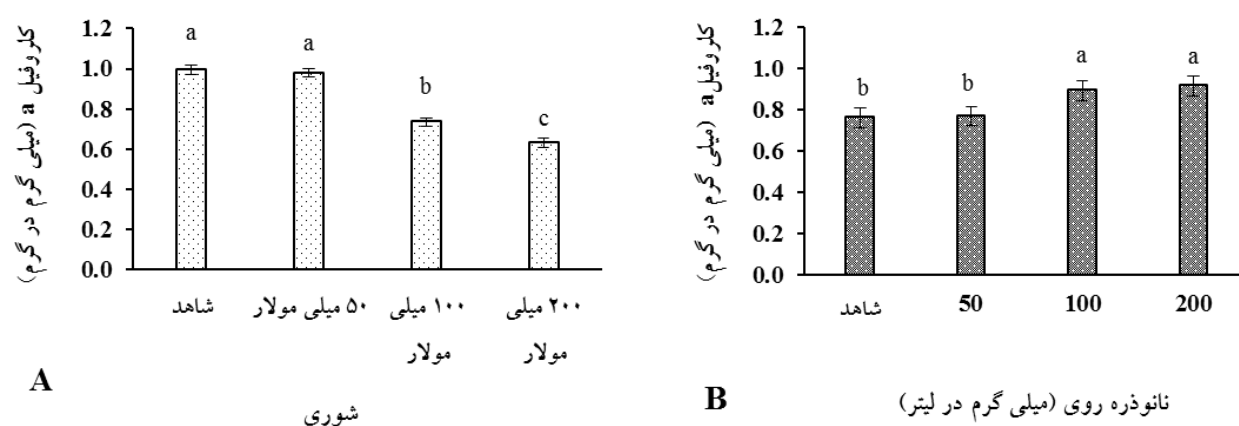 کلروفیل a (میلی گرم در گرم)
1.2
1.0
0.8
0.6
0.4
0.2
0.0
a
a
b
c
شاهد
۵۰ میلی مولار
۱۰۰ میلی
مولار
۲۰۰ میلی
مولار
A
شوری
کلروفیل a (میلی گرم در گرم)
1.2
1.0
0.8
0.6
0.4
0.2
0.0
b
b
a
a
شاهد
50
100
200
B
نانوذره روی (میلی گرم در لیتر)